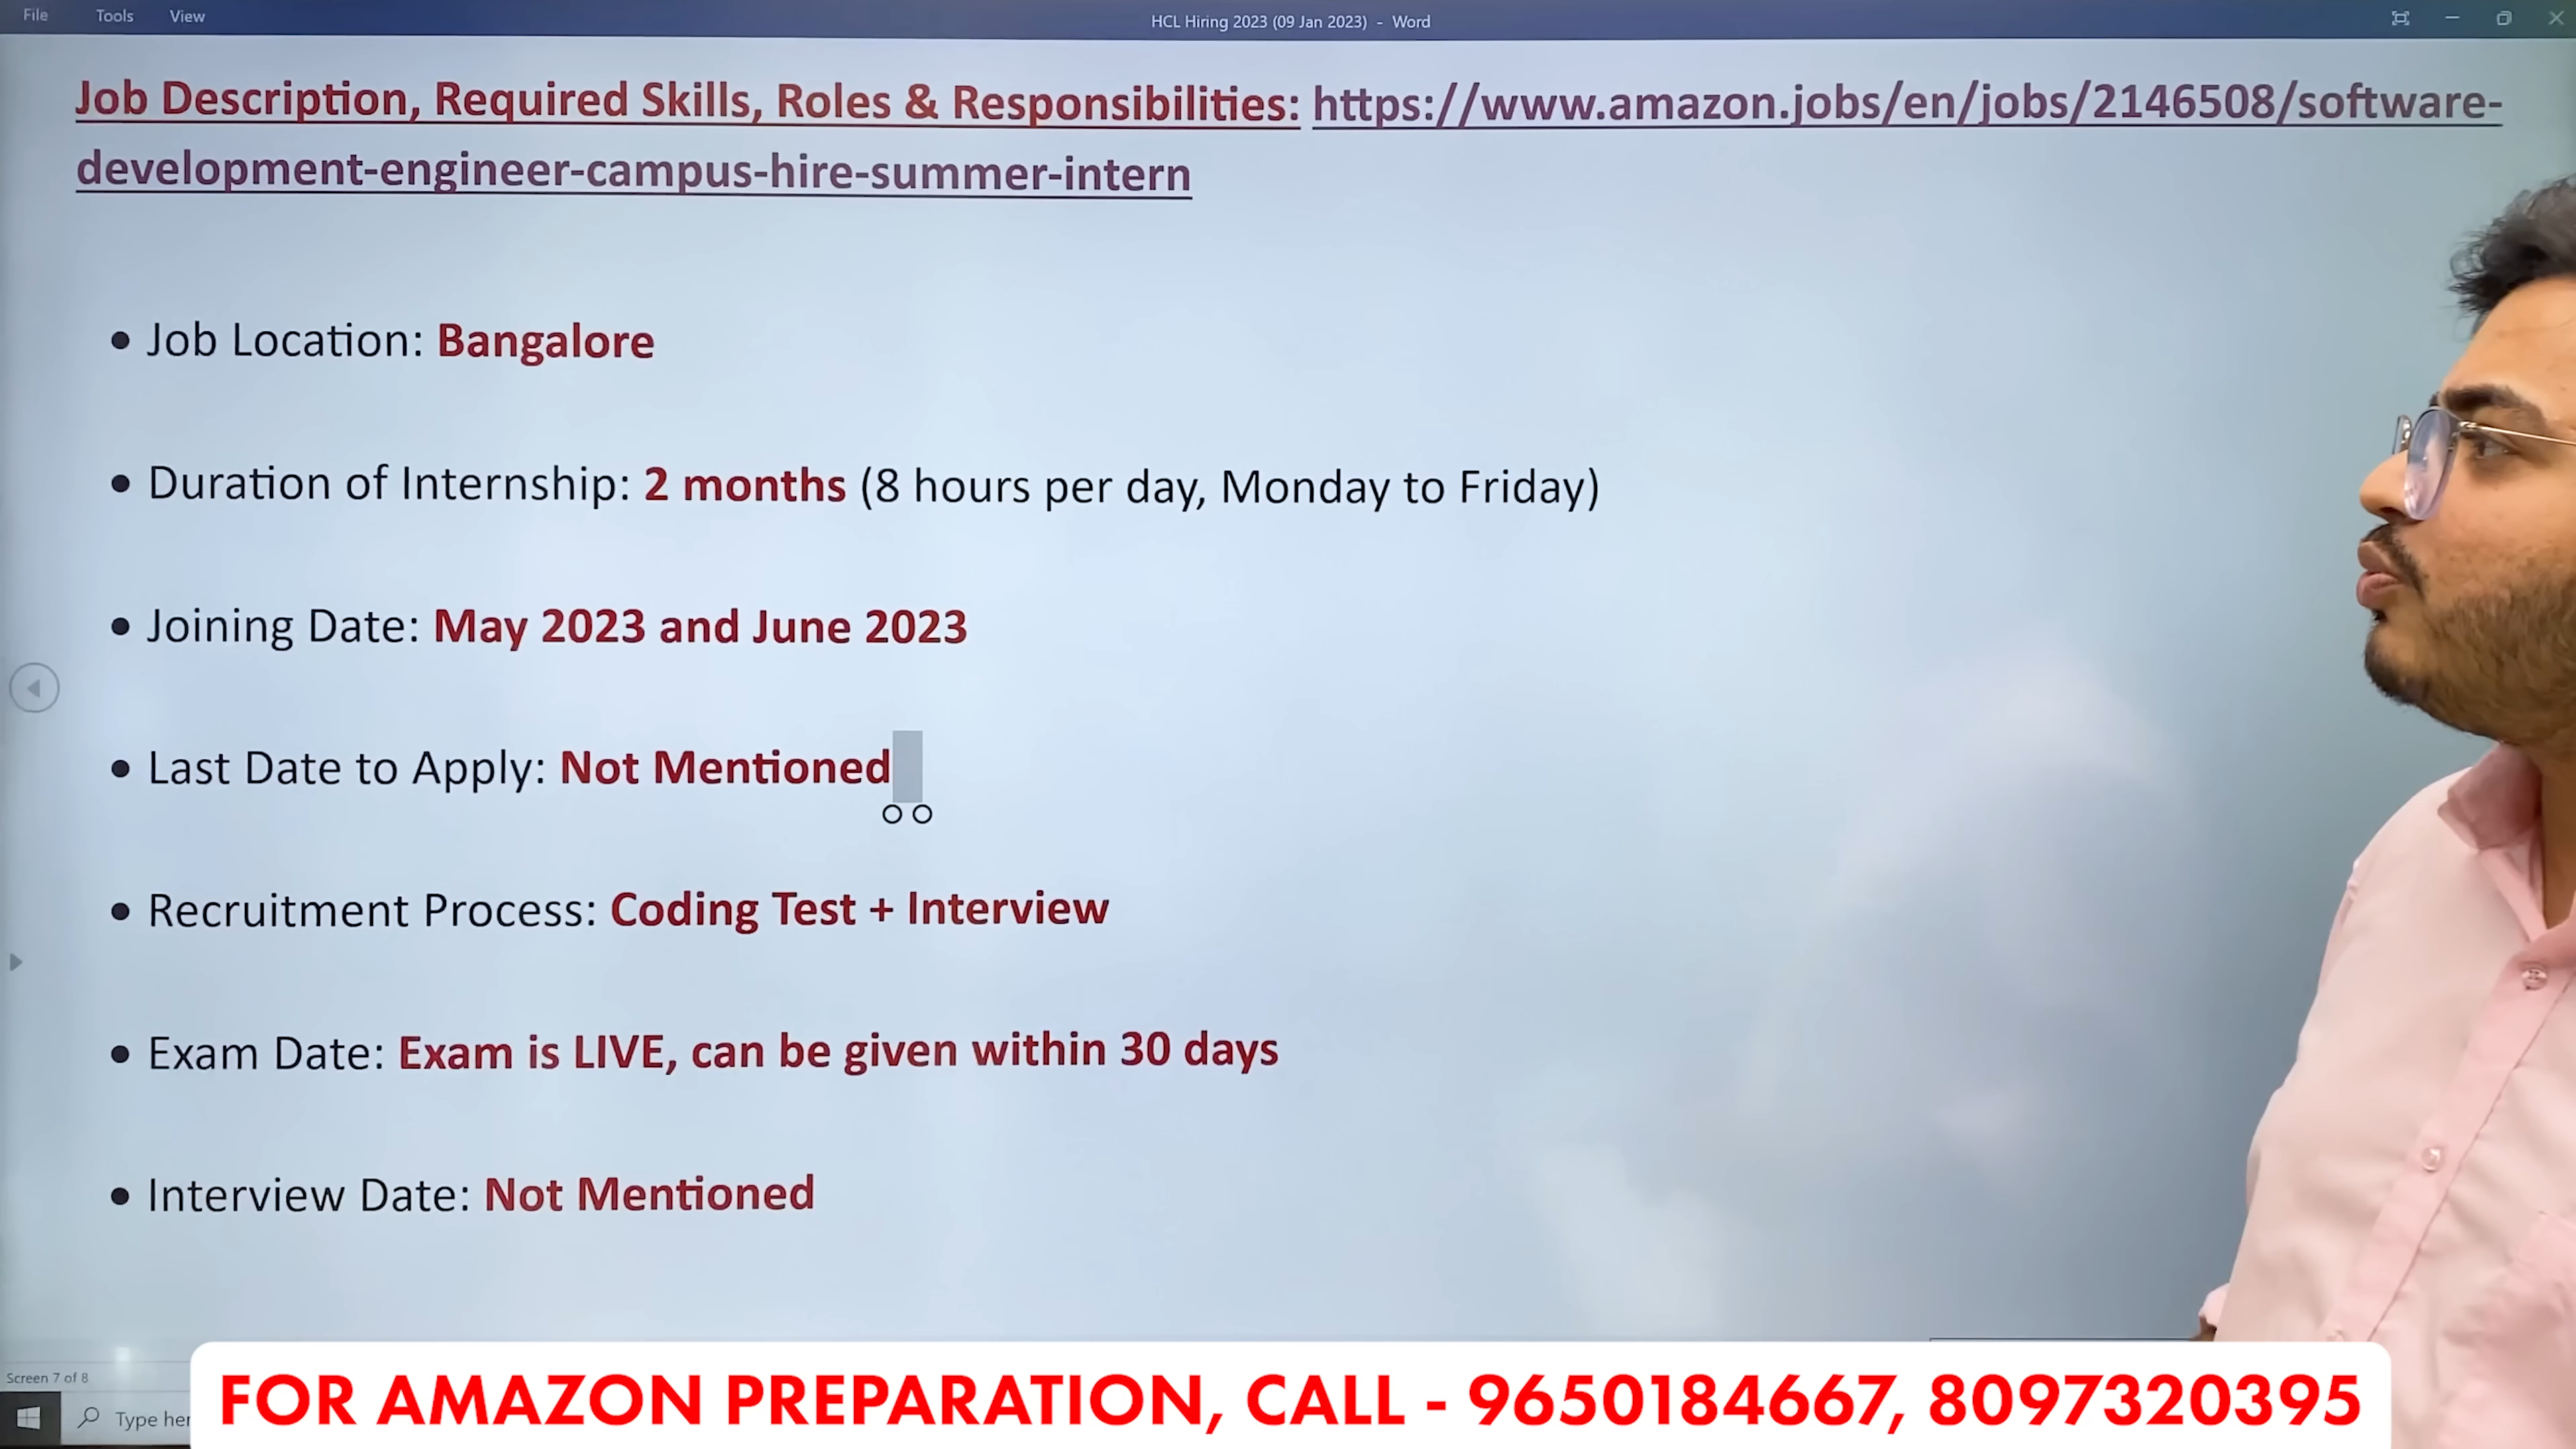 File Tools View
HCL Hiring 2023 (09 Jan 2023) - Word
Job Description, Required Skills, Roles & Responsibilities: https://www.amazon.jobs/en/jobs/2146508/software-
development-engineer-campus-hire-summer-intern
• Job Location: Bangalore
• Duration of Internship: 2 months (8 hours per day, Monday to Friday)
• Joining Date: May 2023 and June 2023
• Last Date to Apply: Not Mentioned
• Recruitment Process: Coding Test + Interview
• Exam Date: Exam is LIVE, can be given within 30 days
• Interview Date: Not Mentioned
Screen 7 of 8
Type her
FOR AMAZON PREPARATION, CALL - 9650184667, 8097320395